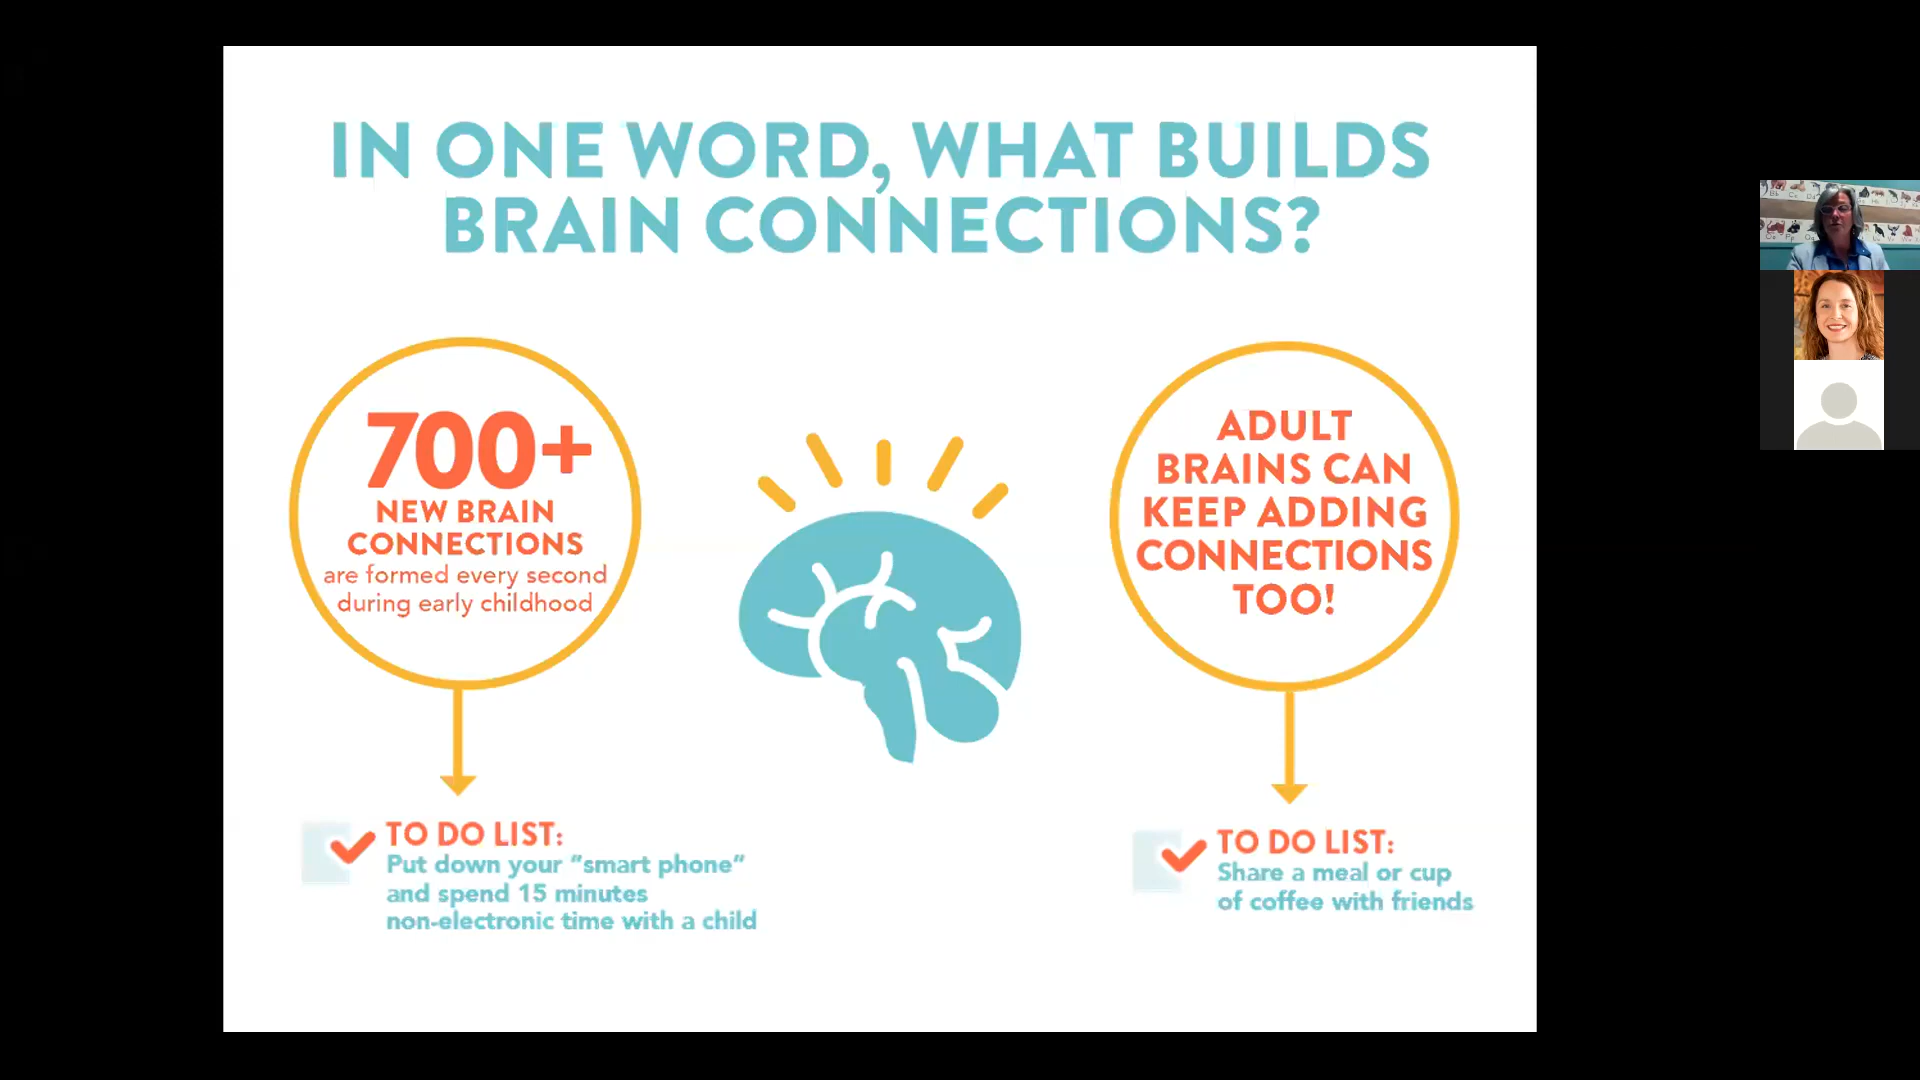 IN ONE WORD, WHAT BUILDS
BRAIN CONNECTIONS?
700+
NEW BRAIN
CONNECTIONS
are formed every second
during early childhood
TO DO LIST:
Put down your “smart phone”
and spend 15 minutes
non-electronic time with a child
ADULT
BRAINS CAN
KEEP ADDING
CONNECTIONS
TOO!
TO DO LIST:
Share a meal or cup
of coffee with friends